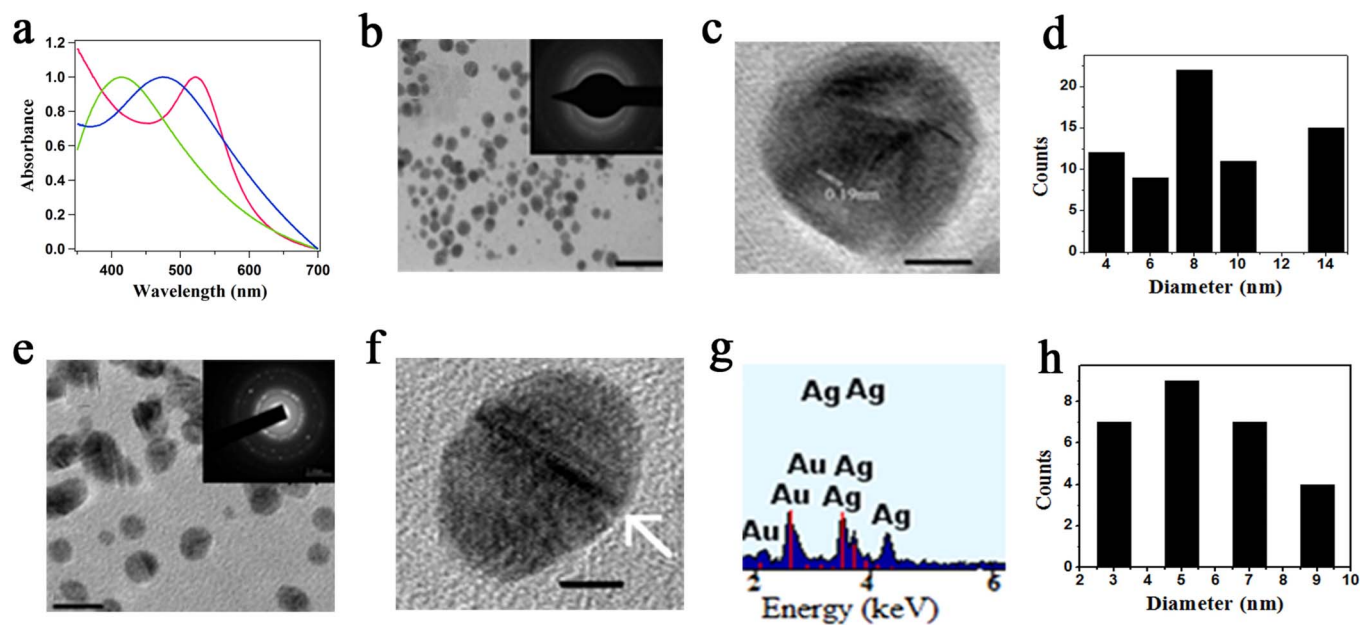 a
1.2
1.0
0.8
0.6
0.4
0.2
0.0
Absorbance
400 500 600 700
Wavelength (nm)
b
c
0.19nm
d
20
15
10
5
0
Counts
4 6 8 10 12 14
Diameter (nm)
e
f
g
Ag Ag
Au Ag
Au Ag
Au Ag
2 4 6
Energy (keV)
h
8
6
4
2
0
Counts
2 3 4 5 6 7 8 9 10
Diameter (nm)